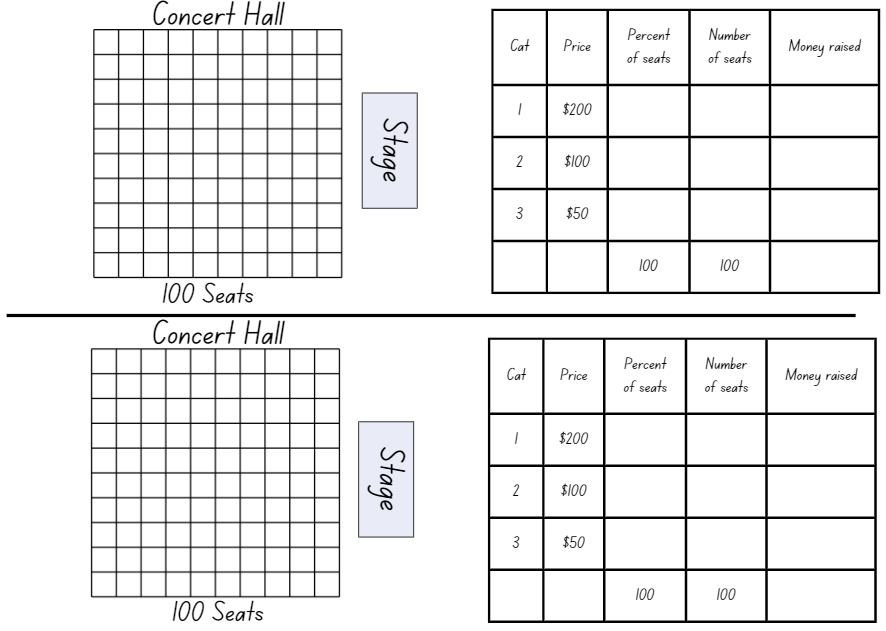 Concert Hall
Stage
100 Seats
Cat Price Percent of seats Number of seats Money raised
1 $200
2 $100
3 $50
100 100
Concert Hall
Stage
100 Seats
Cat Price Percent of seats Number of seats Money raised
1 $200
2 $100
3 $50
100 100